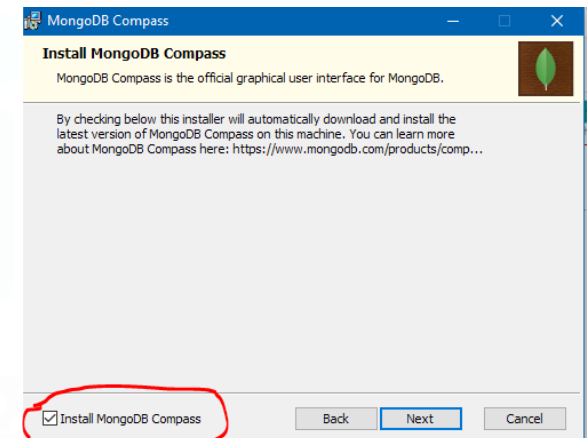 MongoDB Compass
Install MongoDB Compass
MongoDB Compass is the official graphical user interface for MongoDB.
By checking below this installer will automatically download and install the
latest version of MongoDB Compass on this machine. You can learn more
about MongoDB Compass here: https://www.mongodb.com/products/comp...
Install MongoDB Compass
Back
Next
Cancel